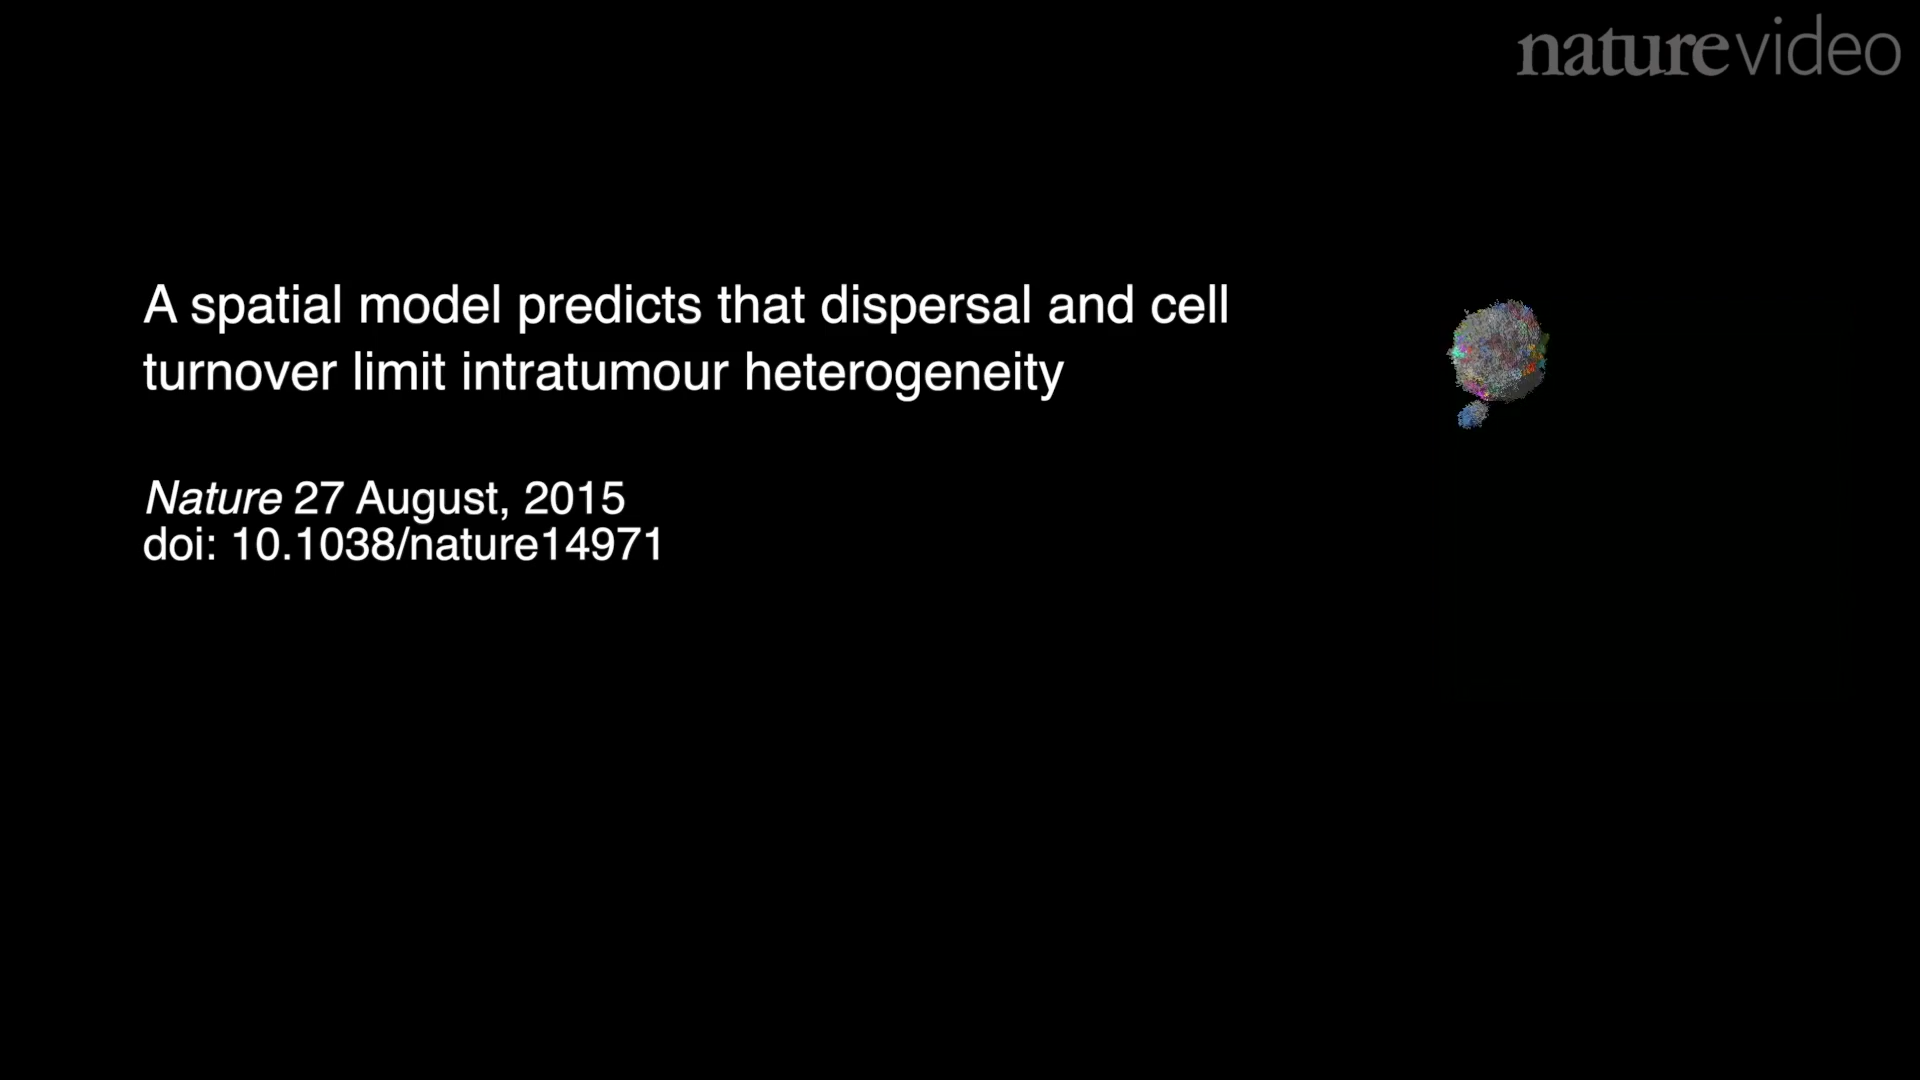 naturevideo
A spatial model predicts that dispersal and cell
turnover limit intratumour heterogeneity
Nature 27 August, 2015
doi: 10.1038/nature14971